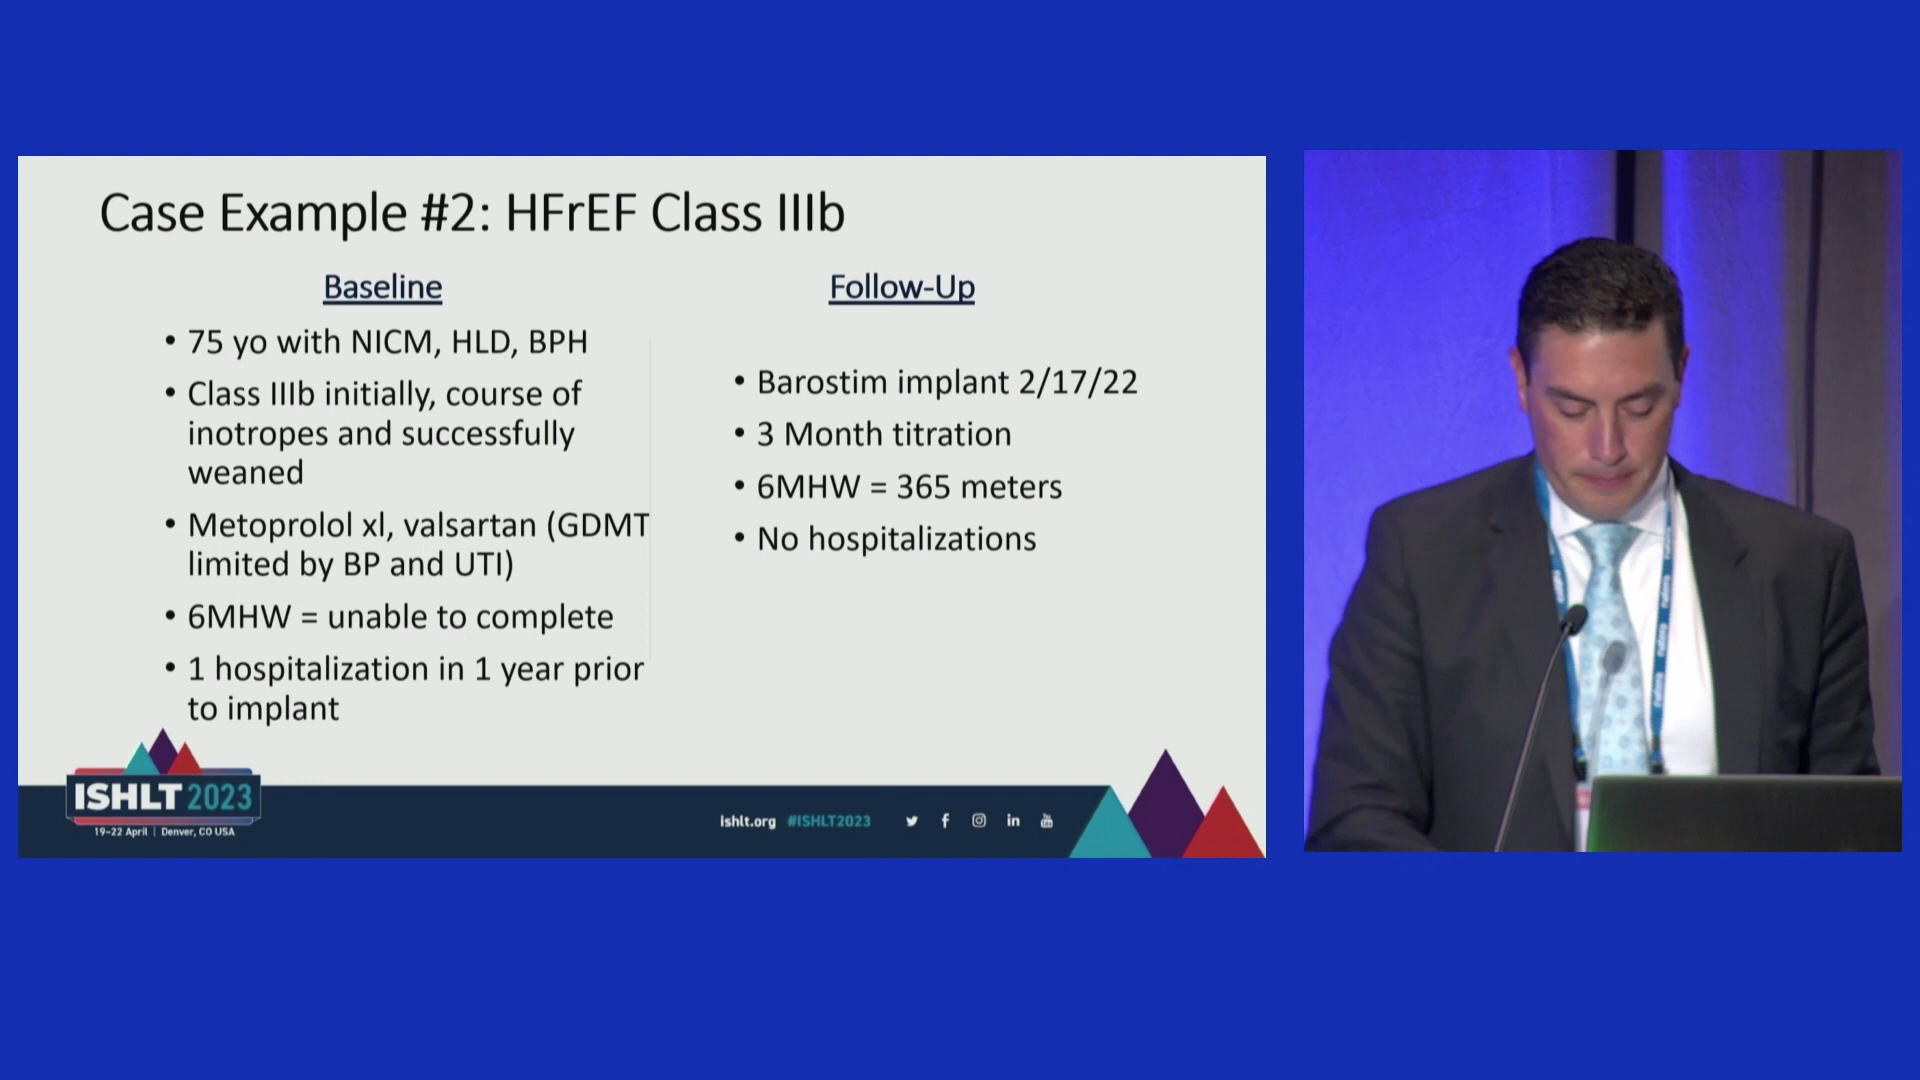 Case Example #2: HFrEF Class IIIb
Baseline
• 75 yo with NICM, HLD, BPH
• Class IIIb initially, course of
inotropes and successfully
weaned
• Metoprolol xl, valsartan (GDMT
limited by BP and UTI)
• 6MHW = unable to complete
• 1 hospitalization in 1 year prior
to implant
Follow-Up
• Barostim implant 2/17/22
• 3 Month titration
• 6MHW = 365 meters
• No hospitalizations
ISHLT 2023
19-22 April | Denver, CO USA
ishlt.org #ISHLT2023